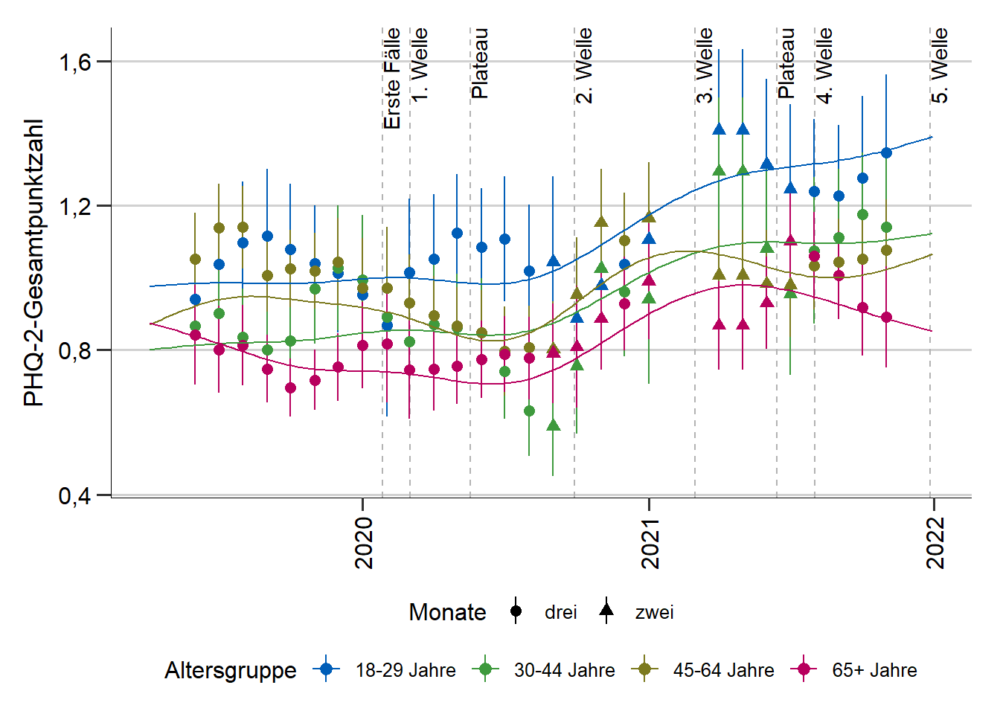 PHQ-2-Gesamtpunktzahl
1,6
1,2
0,8
0,4
Erste Fälle
1. Welle
Plateau
2. Welle
3. Welle
Plateau
4. Welle
5. Welle
2020
2021
2022
Monate drei zwei
Altersgruppe 18-29 Jahre 30-44 Jahre 45-64 Jahre 65+ Jahre